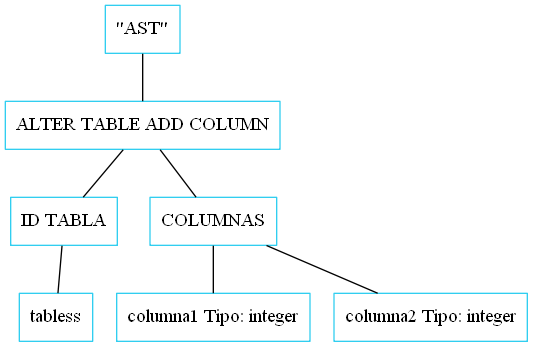 "AST"
ALTER TABLE ADD COLUMN
ID TABLA
COLUMNAS
tabless
columna1 Tipo: integer
columna2 Tipo: integer